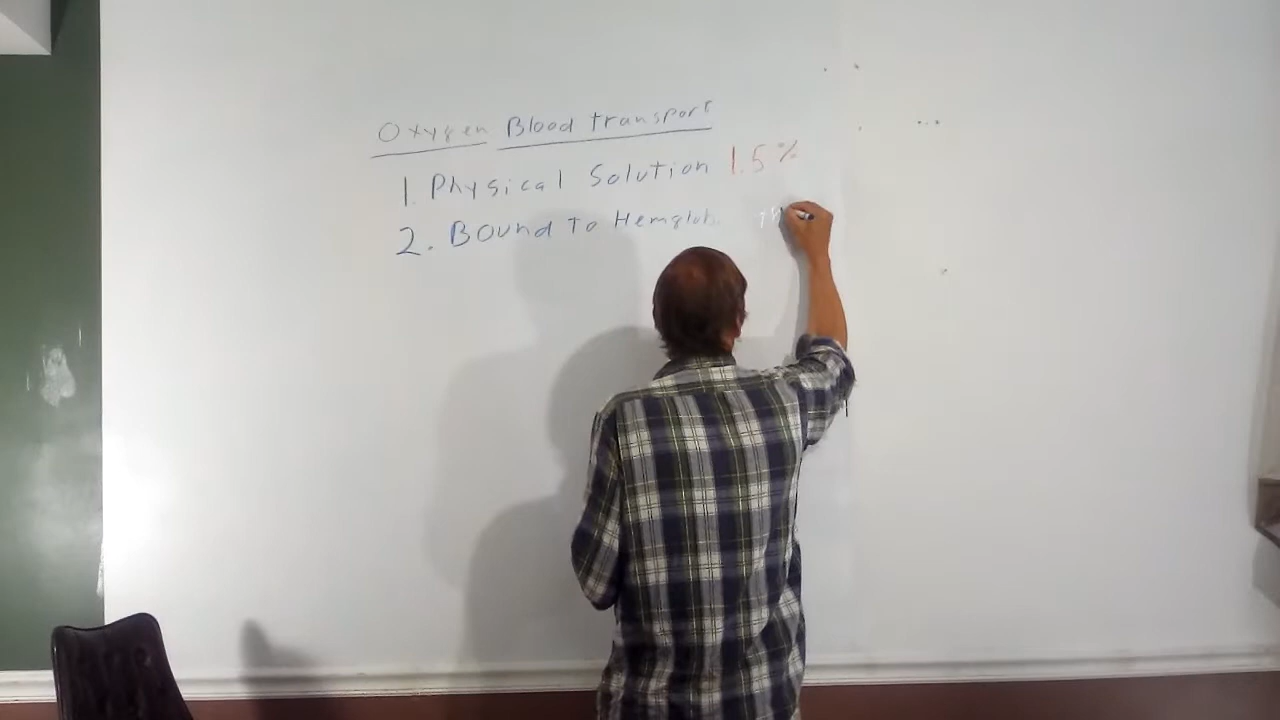 Oxygen Blood transport
1. Physical Solution 1.5%
2. Bound to Hemglob